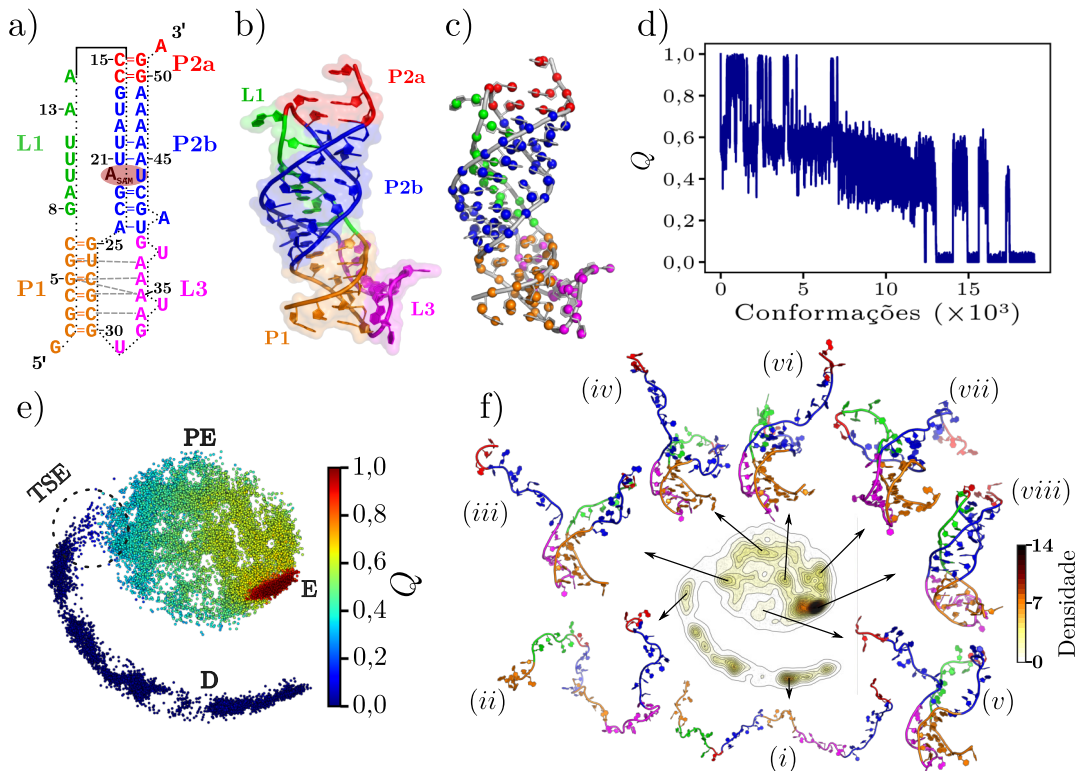 a)
3'
A
15-C=G
P2a
C=G-50
A
G A
U A
13-A
A A
L1
U A
P2b
U
U
U
21-U A-45
A SAM U
A
G=C
G
C=G
8-G
A U
A
C=G-25
G
U
P1
G U
A
5-C=C
A
G G
A-35
L3
C=C
A
U
G G
A
C=G-30
G
G
U
5'
b)
P2a
L1
P2b
L3
P1
c)
d)
Q
1,0
0,8
0,6
0,4
0,2
0,0
0
5
10
15
Conformações (×10³)
e)
PE
TSE
E
D
1,0
0,8
0,6
0,4
0,2
0,0
Q
f)
(iv)
(vi)
(vii)
(iii)
(viii)
14
7
0
Densidade
(ii)
(v)
(i)